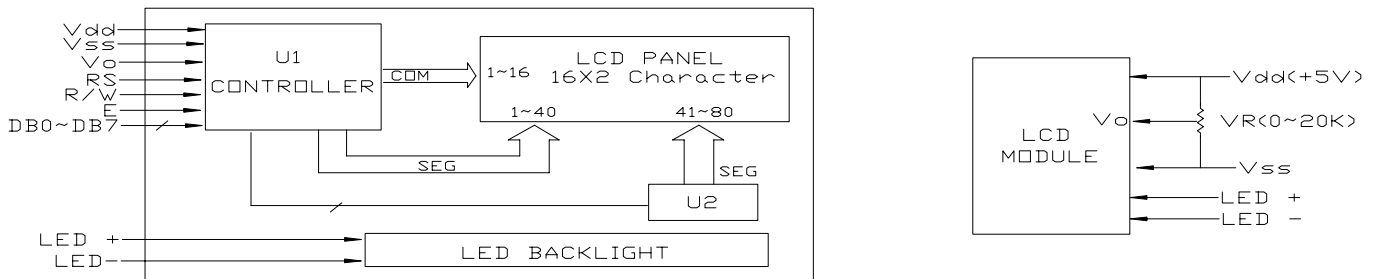 Vdd
Vss
Vo
RS
R/W
E
DB0~DB7
U1
CONTROLLER
COM
LCD PANEL
1~16 16X2 Character
1~40 41~80
SEG
SEG
U2
LED +
LED-
LED BACKLIGHT
LCD
MODULE
Vdd(+5V)
Vo
VR(0~20K)
Vss
LED +
LED -